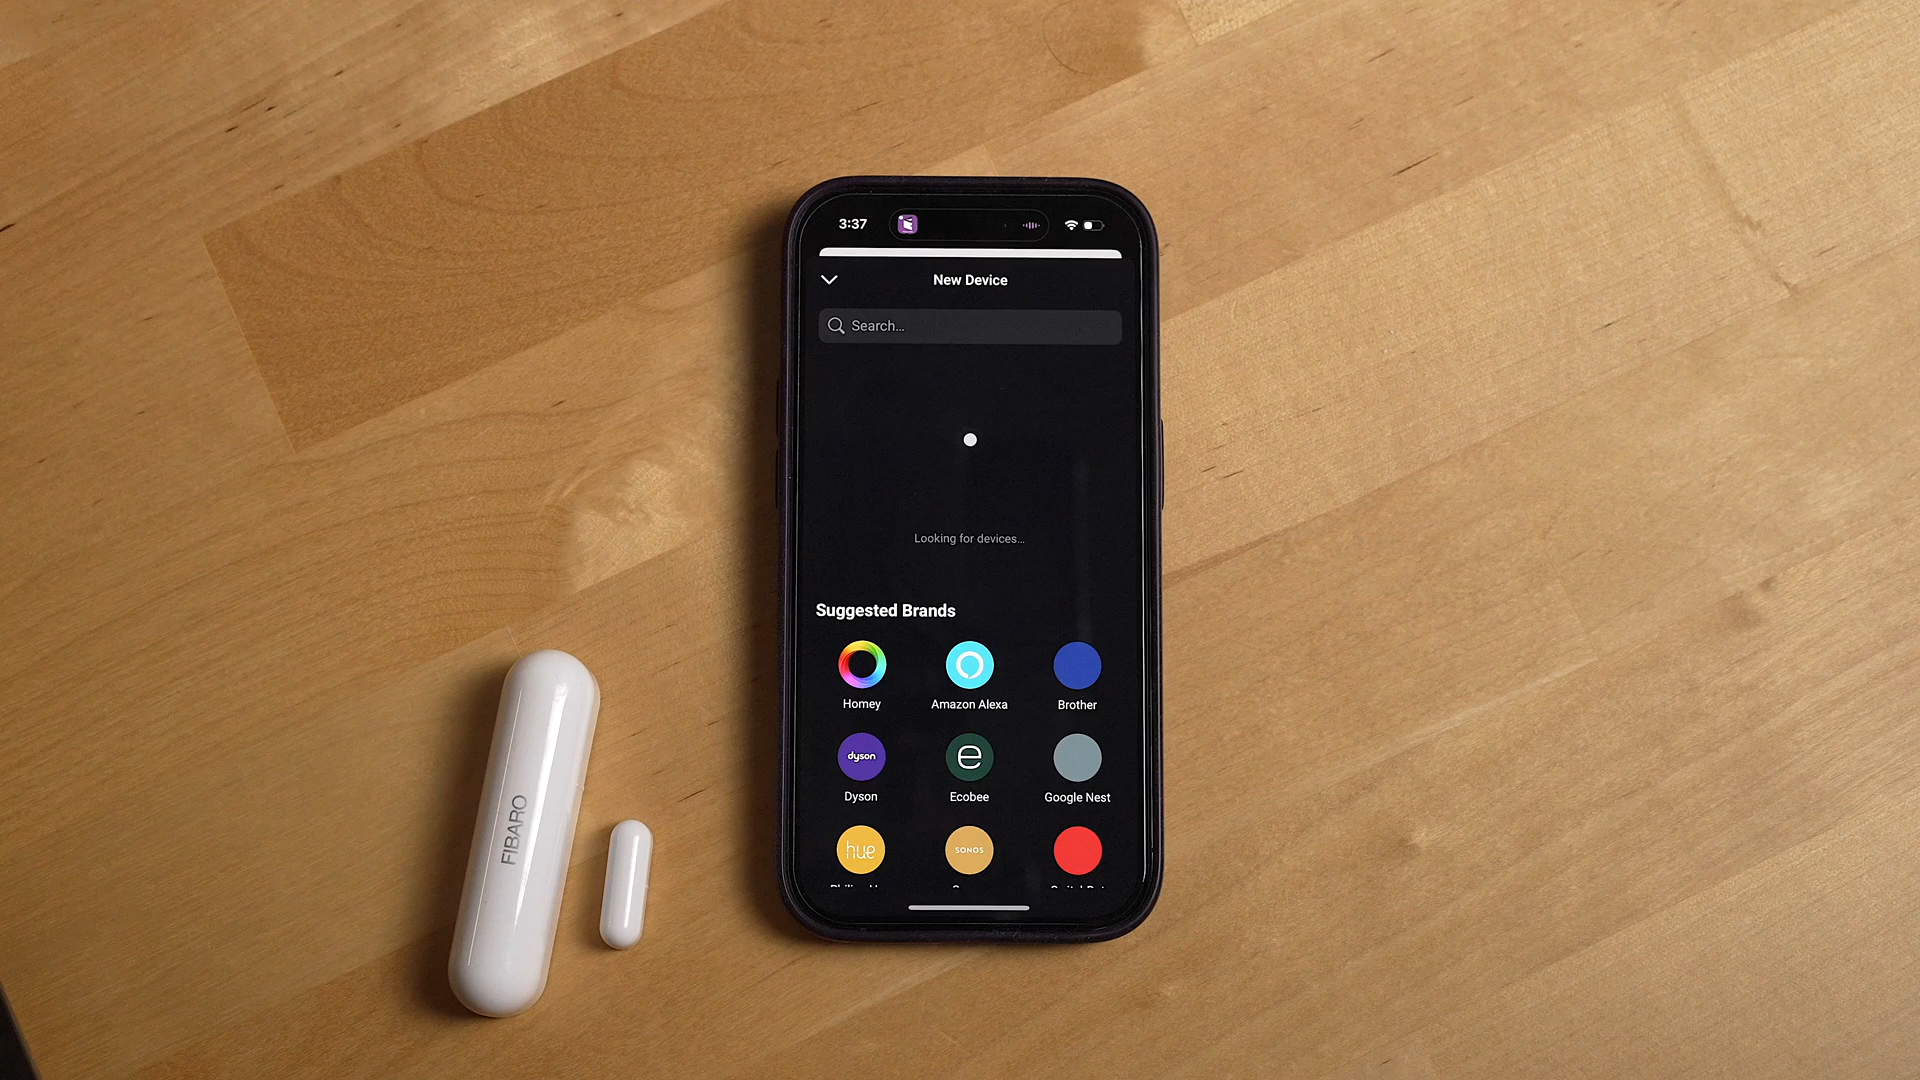 3:37
New Device
Search...
Looking for devices...
Suggested Brands
Homey
Amazon Alexa
Brother
dyson
Dyson
e
Ecobee
Google Nest
hue
SONOS
FIBARO